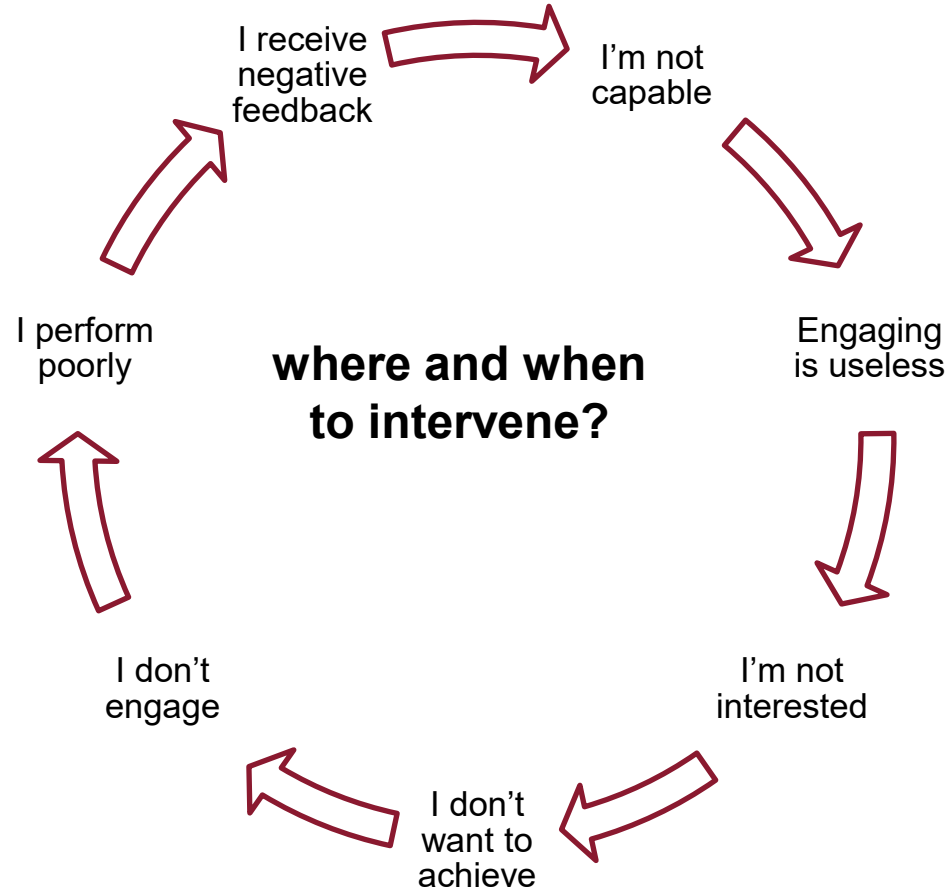 I receive
negative
feedback
I’m not
capable
Engaging
is useless
I’m not
interested
I don’t
want to
achieve
I don’t
engage
I perform
poorly
where and when
to intervene?